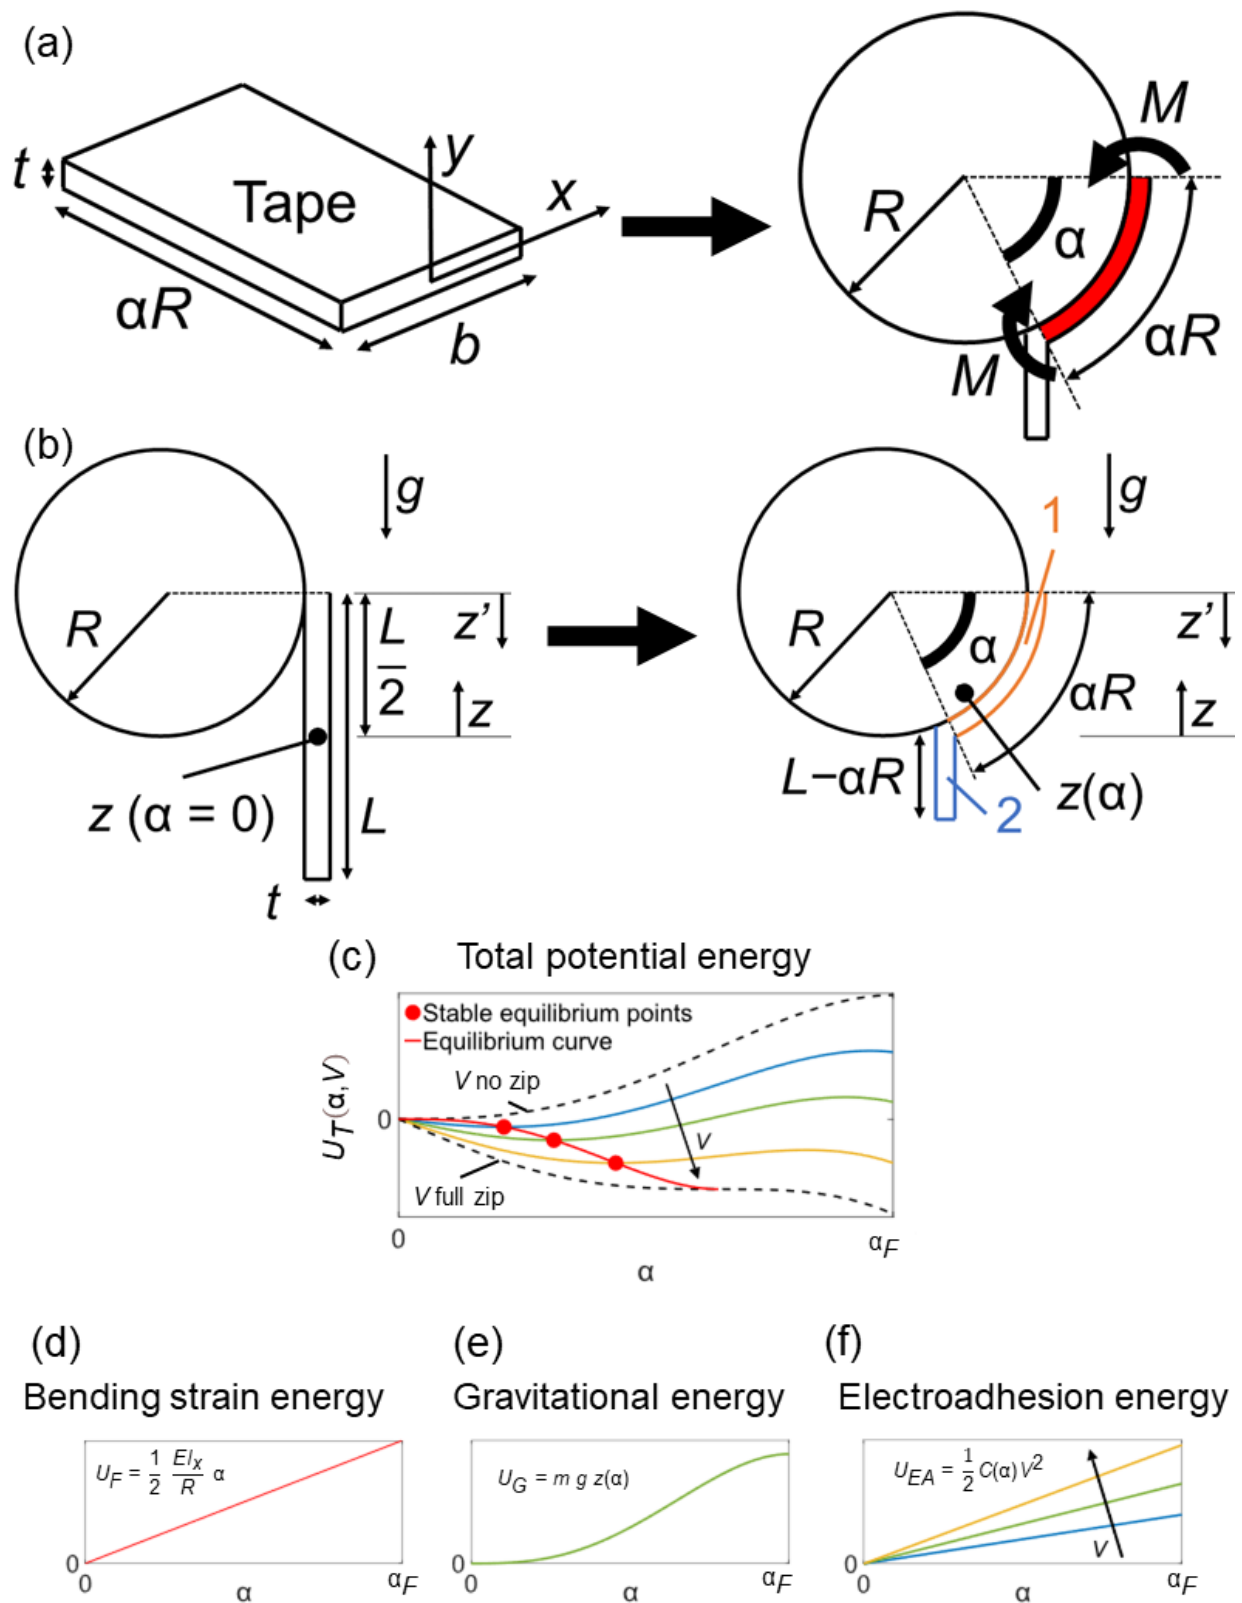 (a)
t
Tape
y
x
αR
b
R
α
M
M
αR
(b)
R
g
L
2
z'
z
z (α = 0)
L
t
R
α
1
g
z'
z
αR
L−αR
2
z(α)
(c) Total potential energy
Stable equilibrium points
Equilibrium curve
V no zip
V
V full zip
U_T(α,V)
0
0
α_F
α
(d)
Bending strain energy
U_F = 1/2 EI_x/R α
0
0
α
α_F
(e)
Gravitational energy
U_G = m g z(α)
0
0
α
α_F
(f)
Electroadhesion energy
U_EA = 1/2 C(α)V²
V
0
0
α
α_F